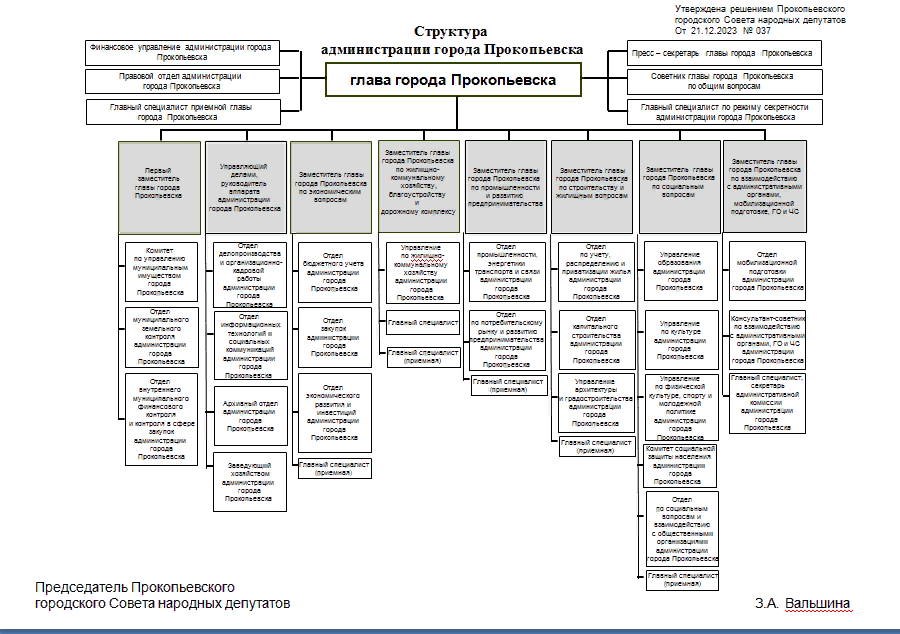 Утверждена решением Прокопьевского
городского Совета народных депутатов
От 21.12.2023 № 037
Структура
администрации города Прокопьевска
Финансовое управление администрации города
Прокопьевска
Правовой отдел администрации
города Прокопьевска
Главный специалист приемной главы
города Прокопьевска
глава города Прокопьевска
Пресс – секретарь главы города Прокопьевска
Советник главы города Прокопьевска
по общим вопросам
Главный специалист по режиму секретности
администрации города Прокопьевска
Первый
заместитель
главы города
Прокопьевска
Управляющий
делами,
руководитель
аппарата
администрации
города Прокопьевска
Заместитель главы
города Прокопьевска
по экономическим
вопросам
Заместитель главы
города Прокопьевска
по жилищно-
коммунальному
хозяйству,
благоустройству
и
дорожному комплексу
Заместитель главы
города Прокопьевска
по промышленности
и развитию
предпринимательства
Заместитель главы
города Прокопьевска
по строительству и
жилищным вопросам
Заместитель главы
города Прокопьевска
по социальным
вопросам
Заместитель главы
города Прокопьевска
по взаимодействию
с административными
органами,
мобилизационной
подготовке, ГО и ЧС
Комитет
по управлению
муниципальным
имуществом
города
Прокопьевска
Отдел
муниципального
земельного
контроля
администрации
города
Прокопьевска
Отдел
внутреннего
муниципального
финансового
контроля
и контроля в сфере
закупок
администрации
города
Прокопьевска
Отдел
делопроизводства
и организационно-
кадровой
работы
администрации
города
Прокопьевска
Отдел
информационных
технологий и
социальных
коммуникаций
администрации
города
Прокопьевска
Архивный отдел
администрации
города
Прокопьевска
Заведующий
хозяйством
администрации
города
Прокопьевска
Отдел
бюджетного учета
администрации
города
Прокопьевска
Отдел
закупок
администрации
города
Прокопьевска
Отдел
экономического
развития и
инвестиций
администрации
города
Прокопьевска
Главный специалист
(приемная)
Управление
по жилищно-
коммунальному
хозяйству
администрации
города
Прокопьевска
Главный специалист
Главный специалист
(приемная)
Отдел
промышленности,
энергетики
транспорта и связи
администрации
города
Прокопьевска
Отдел
по потребительскому
рынку и развитию
предпринимательства
администрации
города
Прокопьевска
Главный специалист
(приемная)
Отдел
по учету,
распределению и
приватизации жилья
администрации
города
Прокопьевска
Отдел
капитального
строительства
администрации
города
Прокопьевска
Управление
архитектуры
и градостроительства
администрации
города
Прокопьевска
Главный специалист
(приемная)
Управление
образования
администрации
города
Прокопьевска
Управление
по культуре
администрации
города
Прокопьевска
Управление
по физической
культуре, спорту и
молодежной
политике
администрации
города
Прокопьевска
Комитет социальной
защиты населения
администрации
города
Прокопьевска
Отдел
по социальным
вопросам и
взаимодействию
с общественными
организациями
администрации
города
Прокопьевска
Главный специалист
(приемная)
Отдел
мобилизационной
подготовки
администрации
города
Прокопьевска
Консультант-советник
по взаимодействию
с административными
органами, ГО и ЧС
администрации
города Прокопьевска
Главный специалист,
секретарь
административной
комиссии
администрации
города
Прокопьевска
Председатель Прокопьевского
городского Совета народных депутатов
З.А. Вальшина